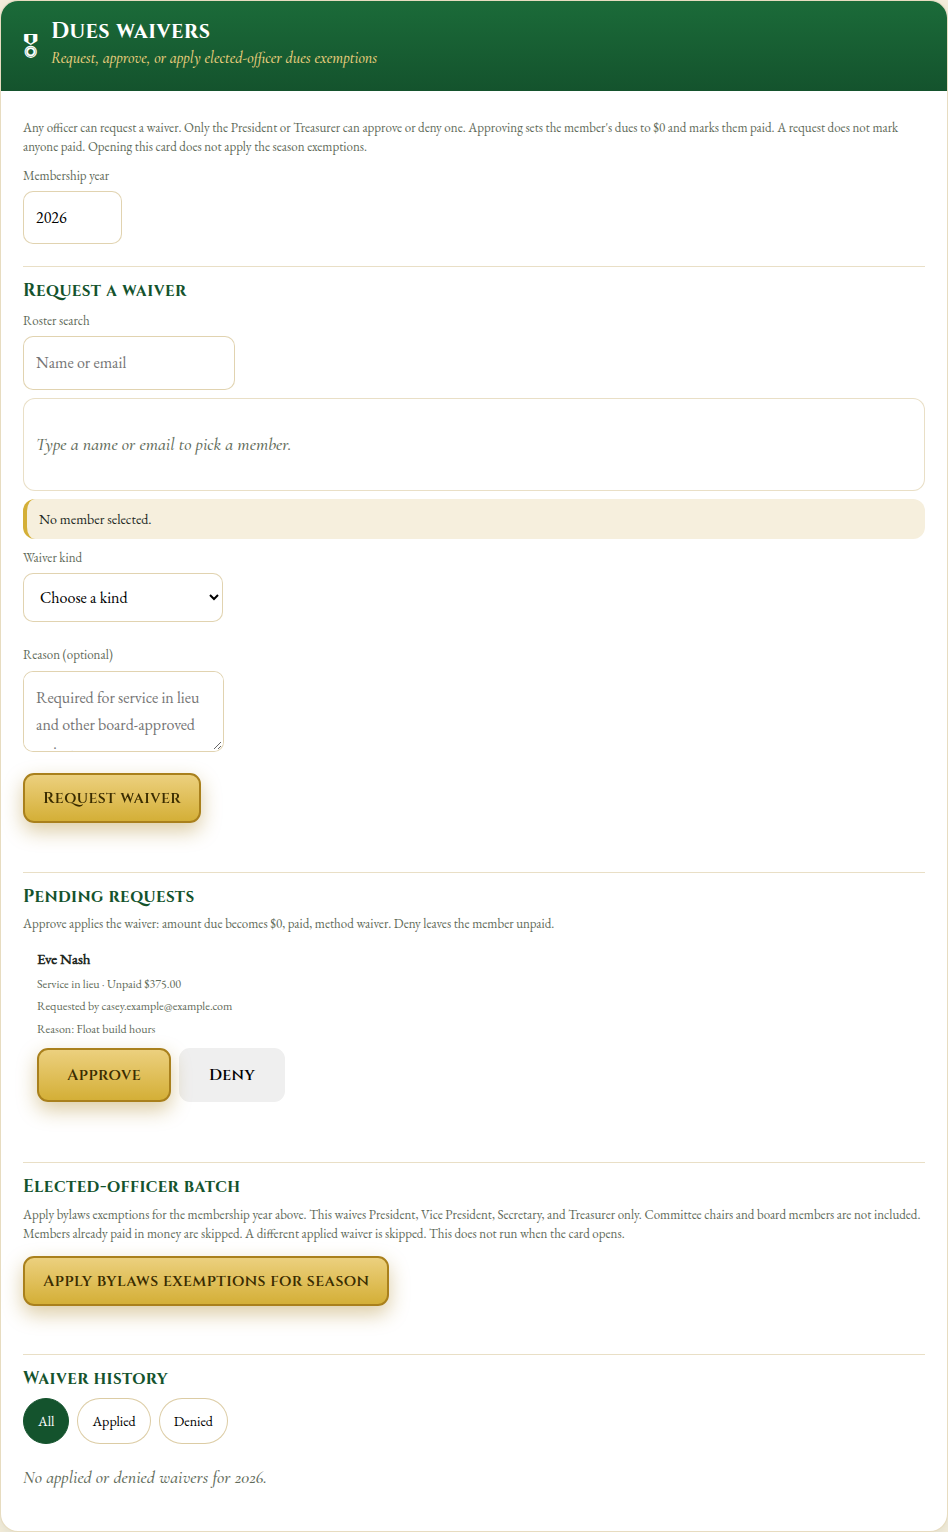 Dues waivers
Request, approve, or apply elected-officer dues exemptions
Any officer can request a waiver. Only the President or Treasurer can approve or deny one. Approving sets the member's dues to $0 and marks them paid. A request does not mark
anyone paid. Opening this card does not apply the season exemptions.
Membership year
2026
Request a waiver
Roster search
Name or email
Type a name or email to pick a member.
No member selected.
Waiver kind
Choose a kind
Reason (optional)
Required for service in lieu
and other board-approved
Request waiver
Pending requests
Approve applies the waiver: amount due becomes $0, paid, method waiver. Deny leaves the member unpaid.
Eve Nash
Service in lieu · Unpaid $375.00
Requested by casey.example@example.com
Reason: Float build hours
Approve Deny
Elected-officer batch
Apply bylaws exemptions for the membership year above. This waives President, Vice President, Secretary, and Treasurer only. Committee chairs and board members are not included.
Members already paid in money are skipped. A different applied waiver is skipped. This does not run when the card opens.
Apply bylaws exemptions for season
Waiver history
All Applied Denied
No applied or denied waivers for 2026.